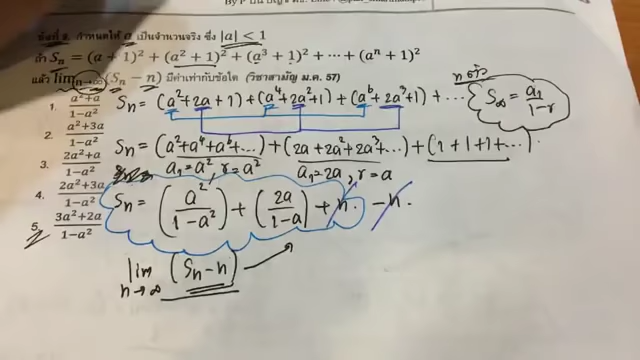 ข้อที่ 2. กำหนดให้ a เป็นจำนวนจริง ซึ่ง |a| < 1
ถ้า Sₙ = (a + 1)² + (a² + 1)² + (a³ + 1)² + ⋯ + (aⁿ + 1)²
แล้ว limₙ→∞(Sₙ − n) มีค่าเท่ากับข้อใด (วิชาสามัญ ม.ค. 57)
1. (a²+a)/(1−a²)
2. (a²+3a)/(1−a²)
3. (2a²+a)/(1−a²)
4. (2a²+3a)/(1−a²)
5. (3a²+2a)/(1−a²)
Sₙ = (a²+2a+1)+(a⁴+2a²+1)+(a⁶+2a³+1)+ ...
S∞ = a₁/(1−r)
Sₙ = (a²+a⁴+a⁶+...)+(2a+2a²+2a³+...)+(1+1+1+...).
a₁=a², r=a² a₁=2a, r=a
Sₙ = (a²/(1−a²)) + (2a/(1−a)) + n. −n.
lim n→∞ (Sₙ−n)